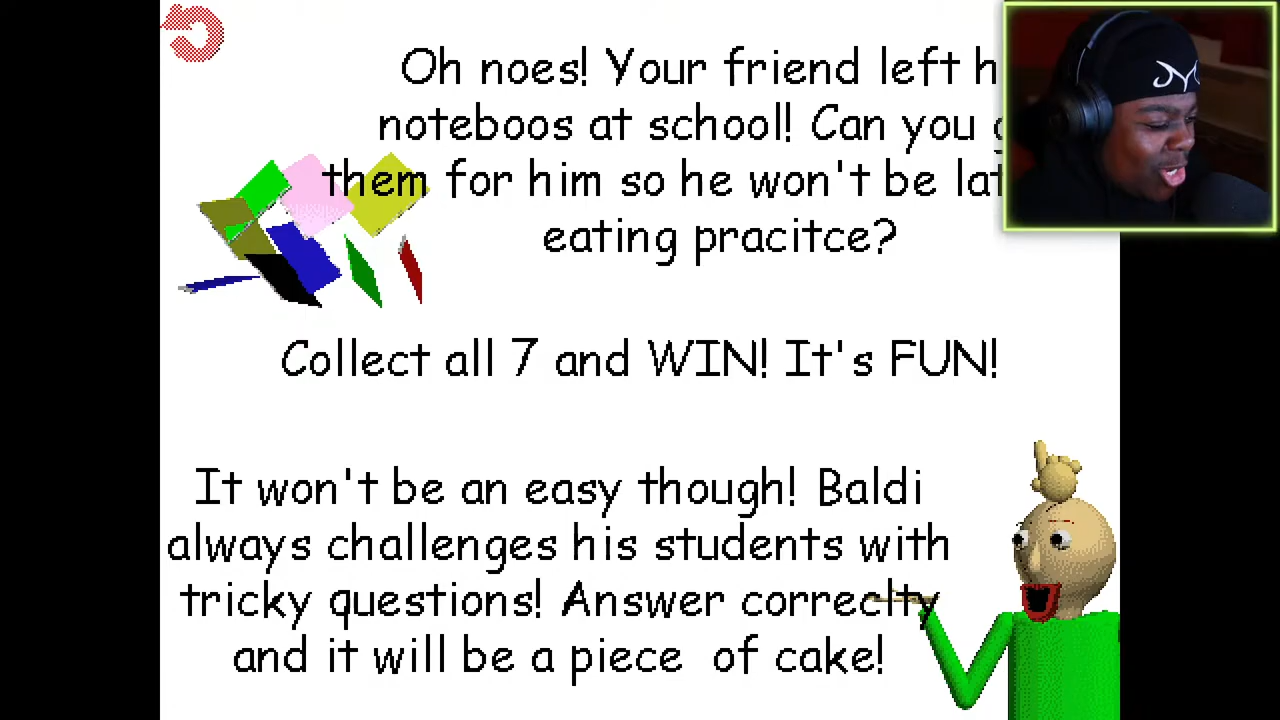 Oh noes! Your friend left
noteboos at school! Can you
them for him so he won't be
eating pracitce?
Collect all 7 and WIN! It's FUN!
It won't be an easy though! Baldi
always challenges his students with
tricky questions! Answer correclty
and it will be a piece of cake!